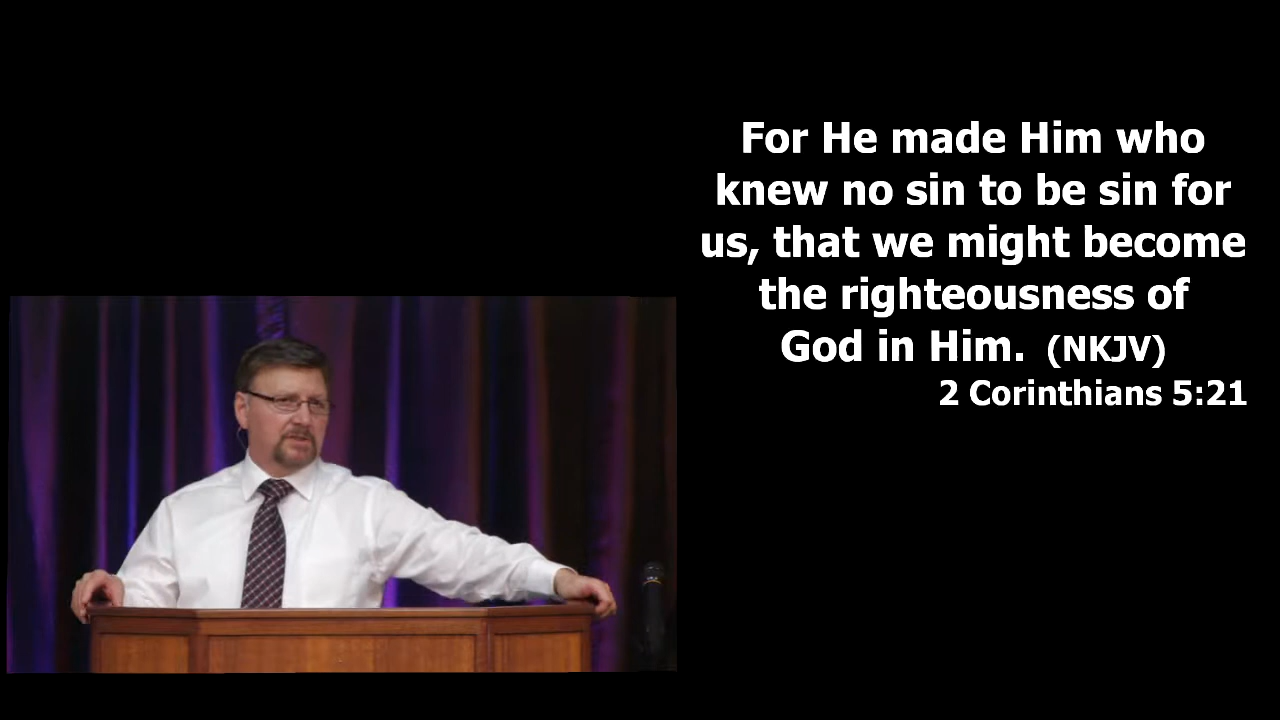 For He made Him who
knew no sin to be sin for
us, that we might become
the righteousness of
God in Him. (NKJV)
2 Corinthians 5:21